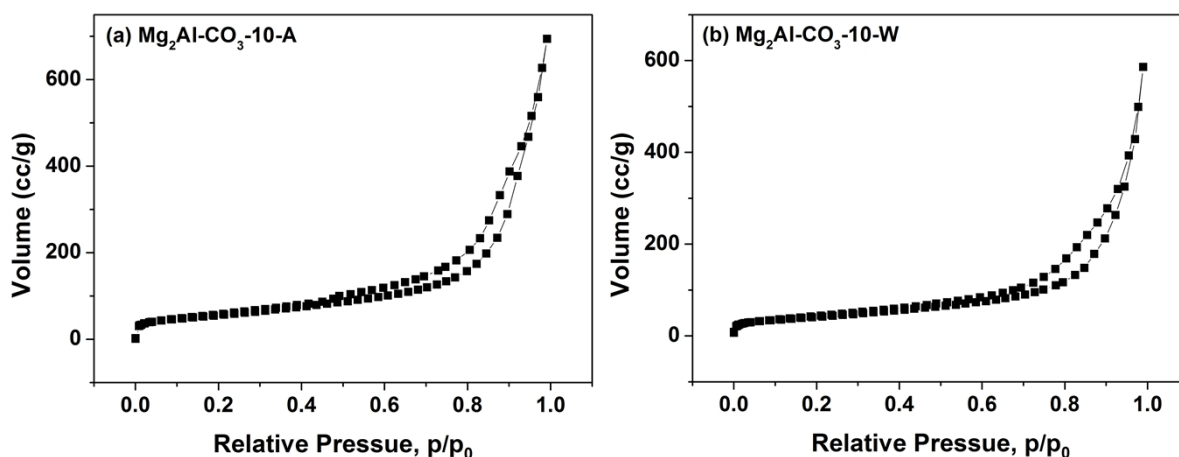 (a) Mg₂Al-CO₃-10-A
Volume (cc/g)
600
400
200
0
0.0 0.2 0.4 0.6 0.8 1.0
Relative Pressue, p/p₀
(b) Mg₂Al-CO₃-10-W
Volume (cc/g)
600
400
200
0
0.0 0.2 0.4 0.6 0.8 1.0
Relative Pressue, p/p₀